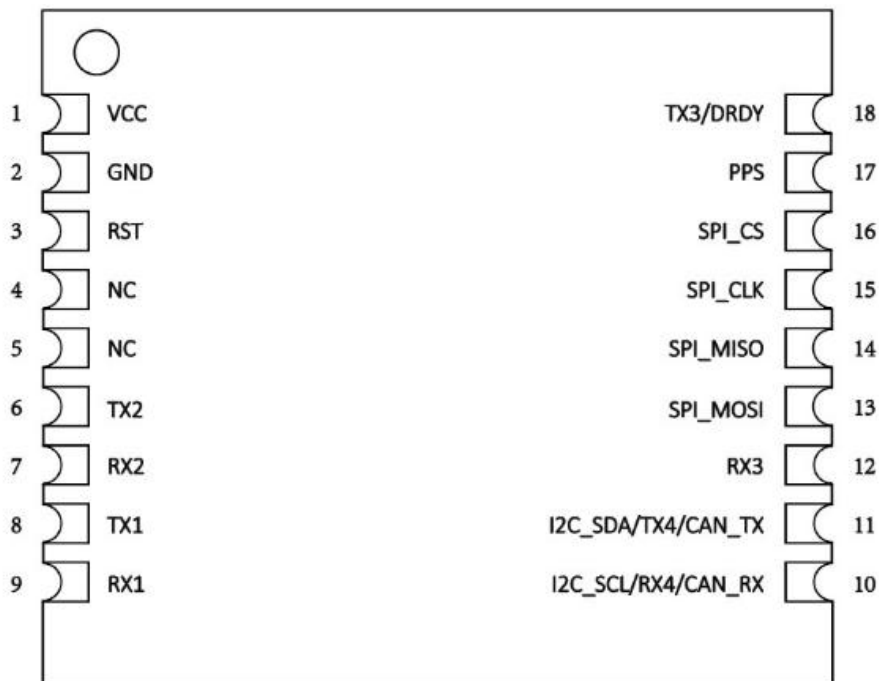 1 VCC TX3/DRDY 18
2 GND PPS 17
3 RST SPI_CS 16
4 NC SPI_CLK 15
5 NC SPI_MISO 14
6 TX2 SPI_MOSI 13
7 RX2 RX3 12
8 TX1 I2C_SDA/TX4/CAN_TX 11
9 RX1 I2C_SCL/RX4/CAN_RX 10